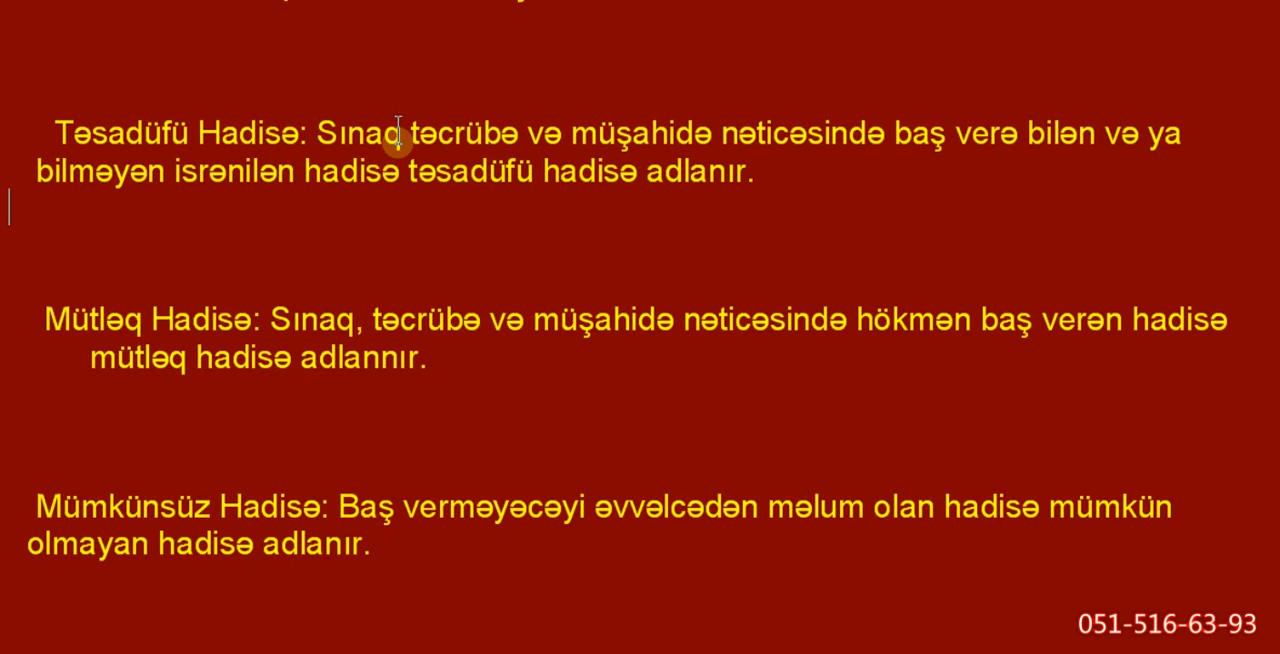 Təsadüfü Hadisə: Sınaq təcrübə və müşahidə nəticəsində baş verə bilən və ya
bilməyən isrənilən hadisə təsadüfü hadisə adlanır.
Mütləq Hadisə: Sınaq, təcrübə və müşahidə nəticəsində hökmən baş verən hadisə
mütləq hadisə adlannır.
Mümkünsüz Hadisə: Baş verməyəcəyi əvvəlcədən məlum olan hadisə mümkün
olmayan hadisə adlanır.
051-516-63-93